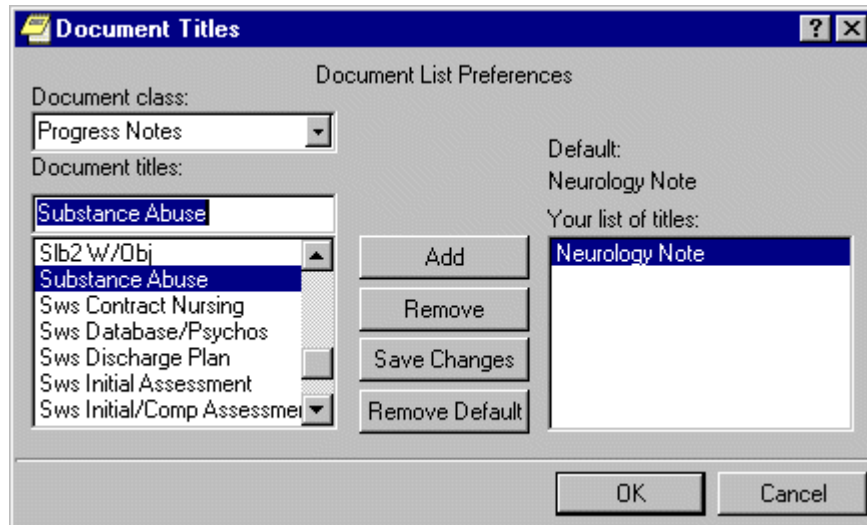 Document Titles
Document List Preferences
Document class:
Progress Notes
Document titles:
Substance Abuse
Slb2 W/Obj
Substance Abuse
Sws Contract Nursing
Sws Database/Psychos
Sws Discharge Plan
Sws Initial Assessment
Sws Initial/Comp Assessmer
Add
Remove
Save Changes
Remove Default
Default:
Neurology Note
Your list of titles:
Neurology Note
OK
Cancel